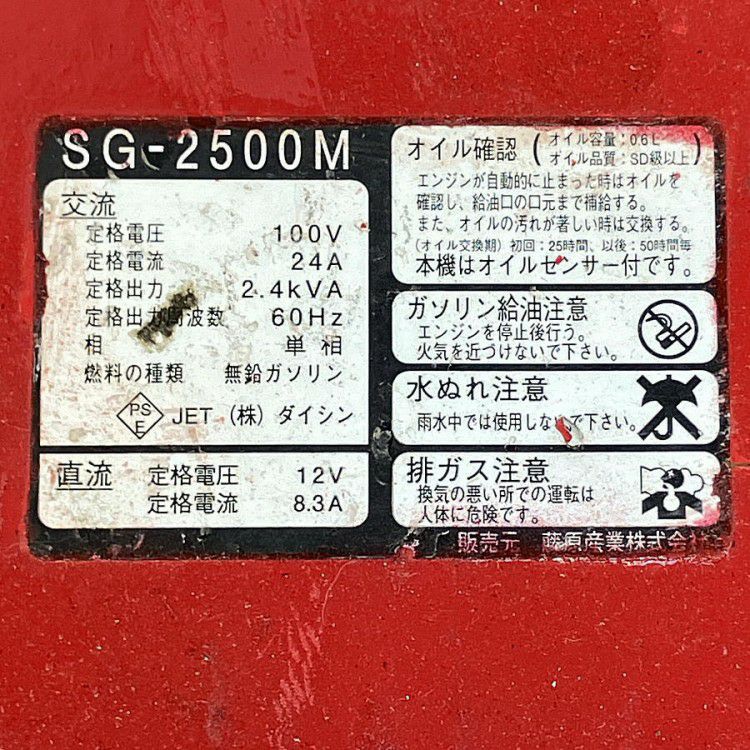 SG-2500M
交流
定格電圧 100V
定格電流 24A
定格出力 2.4kVA
定格出力周波数 60Hz
相 単相
燃料の種類 無鉛ガソリン
PS
E
JET (株) ダイシン
直流 定格電圧 12V
定格電流 8.3A
オイル確認 (オイル容量:0.6L
オイル品質:SD級以上)
エンジンが自動的に止まった時はオイルを
確認し、給油口の口元まで補給する。
また、オイルの汚れが著しい時は交換する。
(オイル交換期)初回:25時間、以後:50時間毎
本機はオイルセンサー付です。
ガソリン給油注意
エンジンを停止後行う。
火気を近づけないで下さい。
水ぬれ注意
雨水中では使用しないで下さい。
排ガス注意
換気の悪い所での運転は
人体に危険です。
販売元 藤原産業株式会社